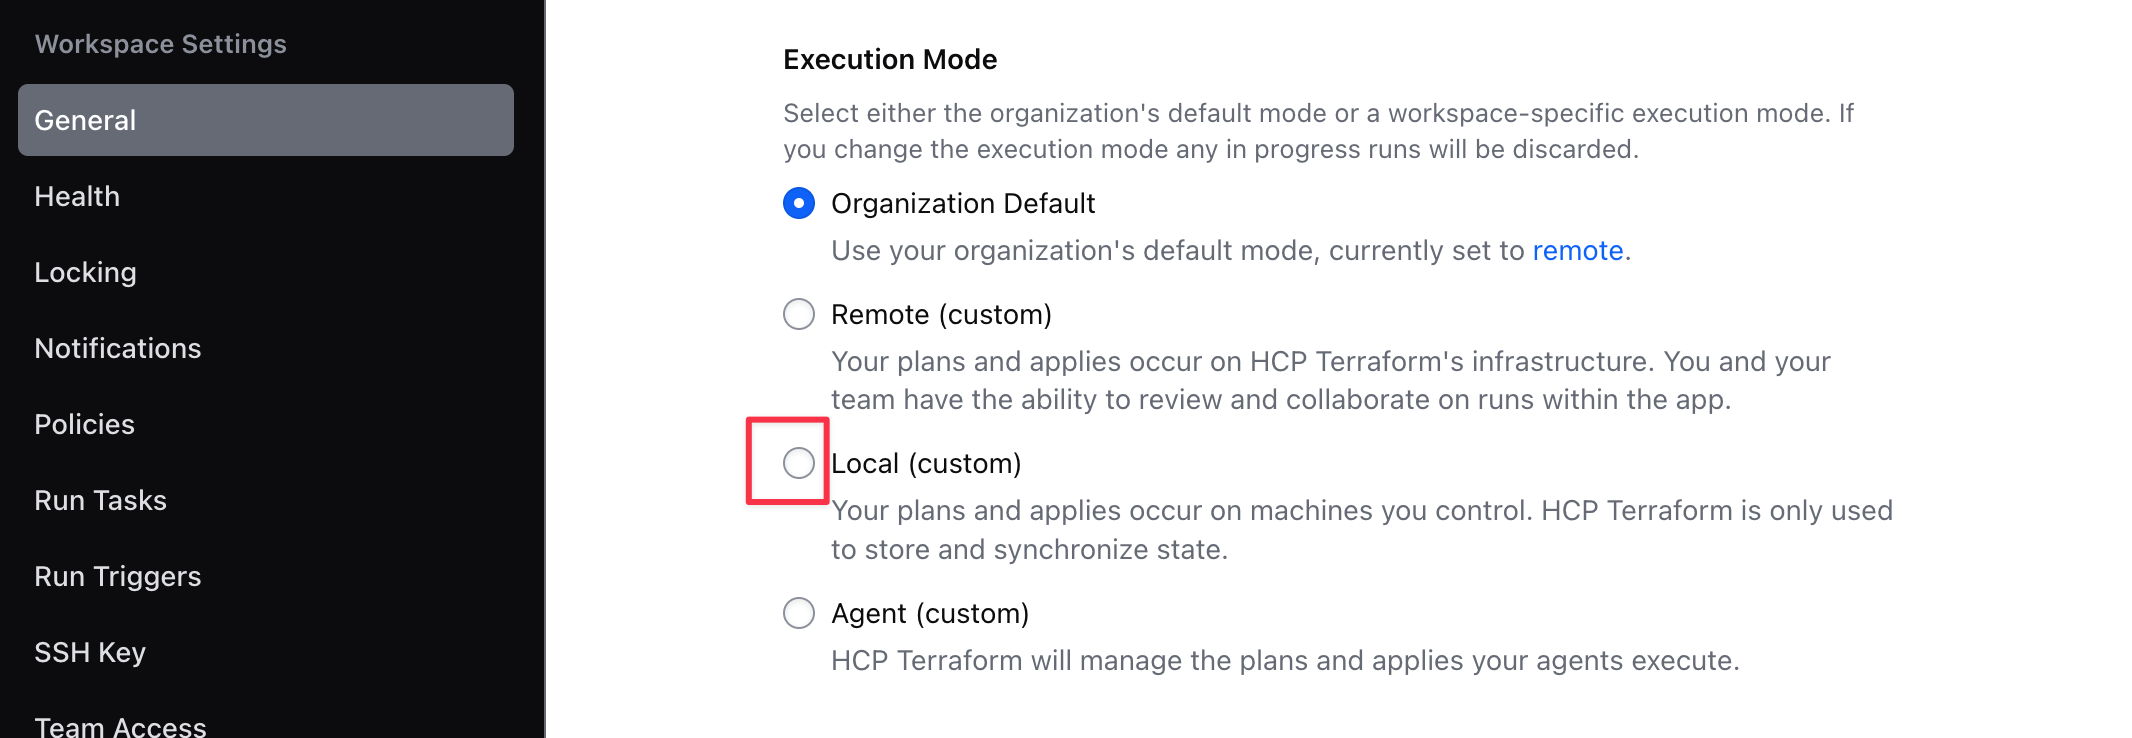 Workspace Settings
General
Health
Locking
Notifications
Policies
Run Tasks
Run Triggers
SSH Key
Team Access
Execution Mode
Select either the organization's default mode or a workspace-specific execution mode. If
you change the execution mode any in progress runs will be discarded.
Organization Default
Use your organization's default mode, currently set to remote.
Remote (custom)
Your plans and applies occur on HCP Terraform's infrastructure. You and your
team have the ability to review and collaborate on runs within the app.
Local (custom)
Your plans and applies occur on machines you control. HCP Terraform is only used
to store and synchronize state.
Agent (custom)
HCP Terraform will manage the plans and applies your agents execute.